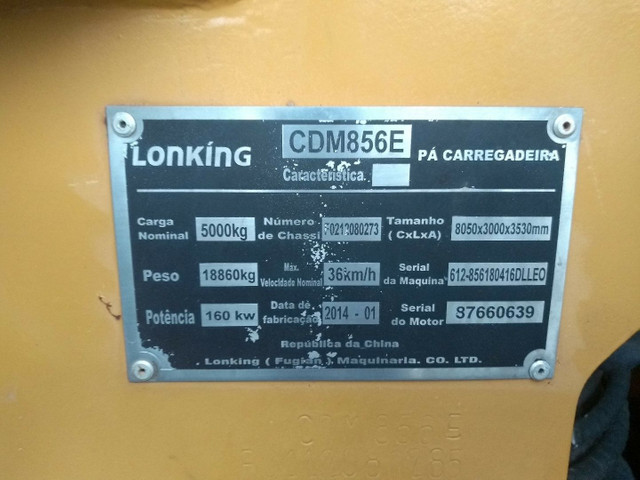 LONKING CDM856E PÁ CARREGADEIRA
Característica
Carga Nominal 5000kg Número de Chassi Tamanho (CxLxA) 8050x3000x3530mm
Peso 18860kg Max. Velocidade Nominal 36km/h Serial da Maquina 612-856180416DLLEO
Potência 160 kw Data de fabricação 2014 - 01 Serial do Motor 87660639
República da China
Lonking ( Fugian ) Maquinaria. CO. LTD.
CDM856E